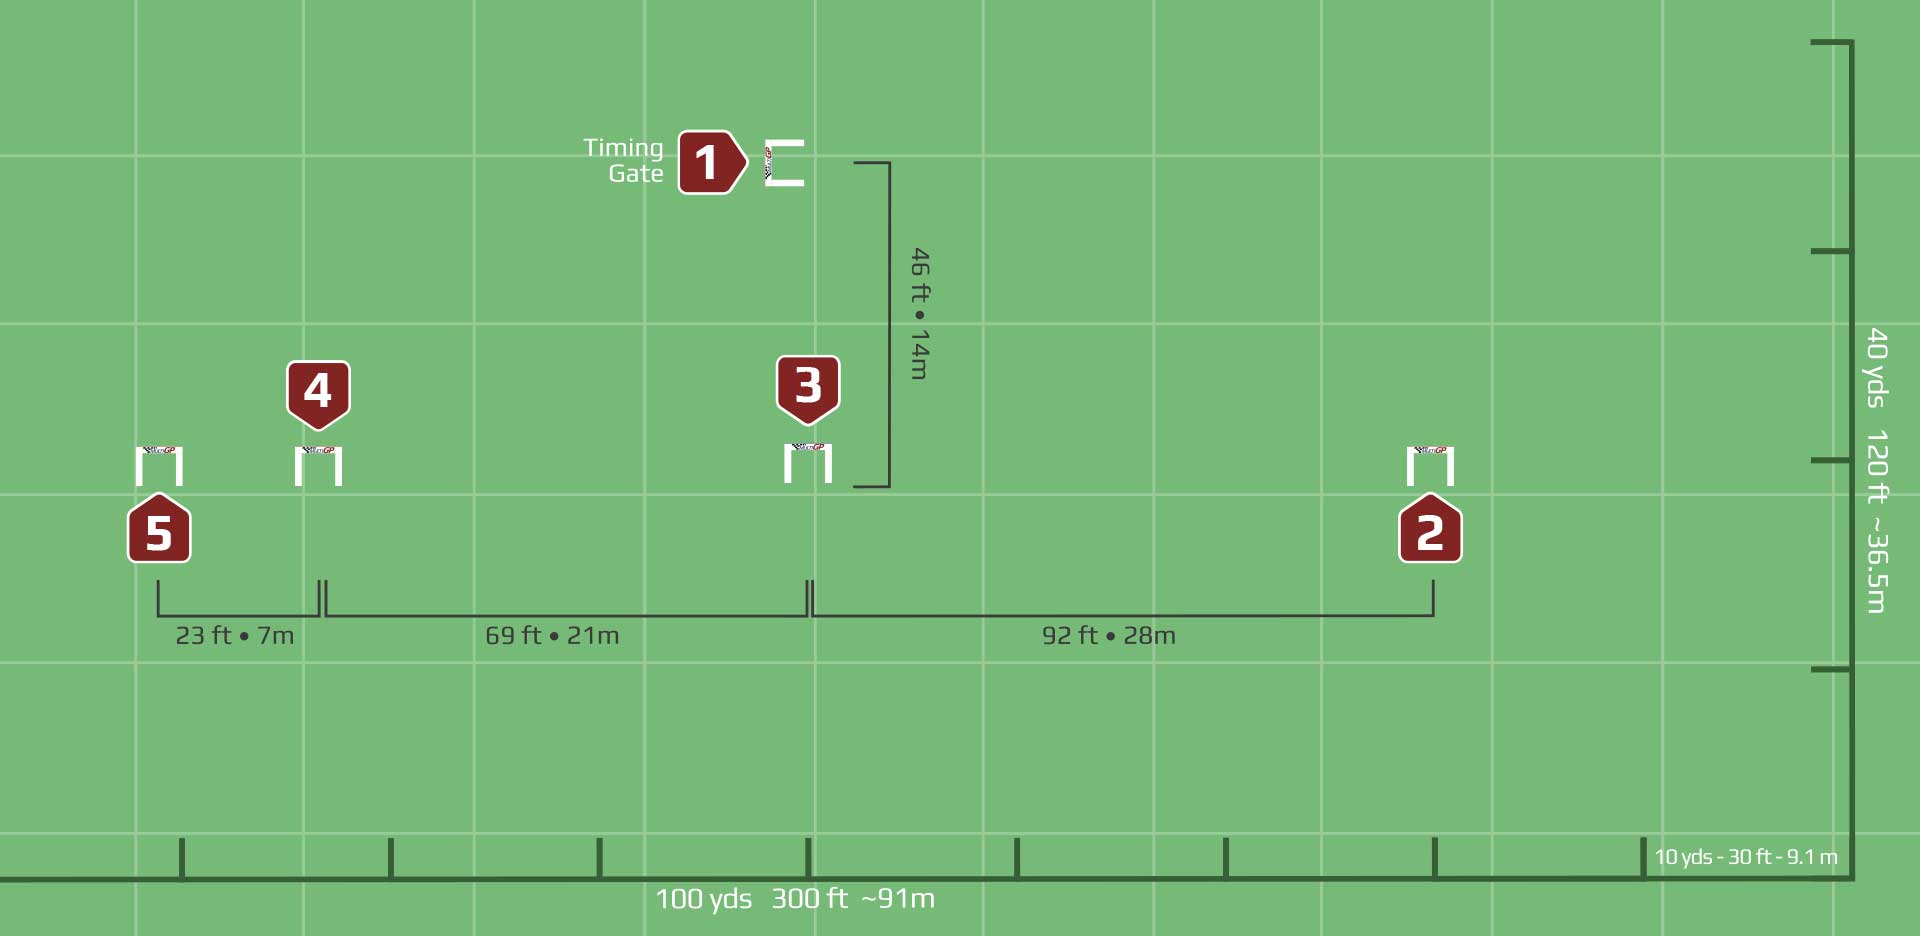 Timing
Gate
1
46 ft • 14m
4
3
5
2
23 ft • 7m
69 ft • 21m
92 ft • 28m
40 yds 120 ft ~36.5m
10 yds - 30 ft - 9.1 m
100 yds 300 ft ~91m